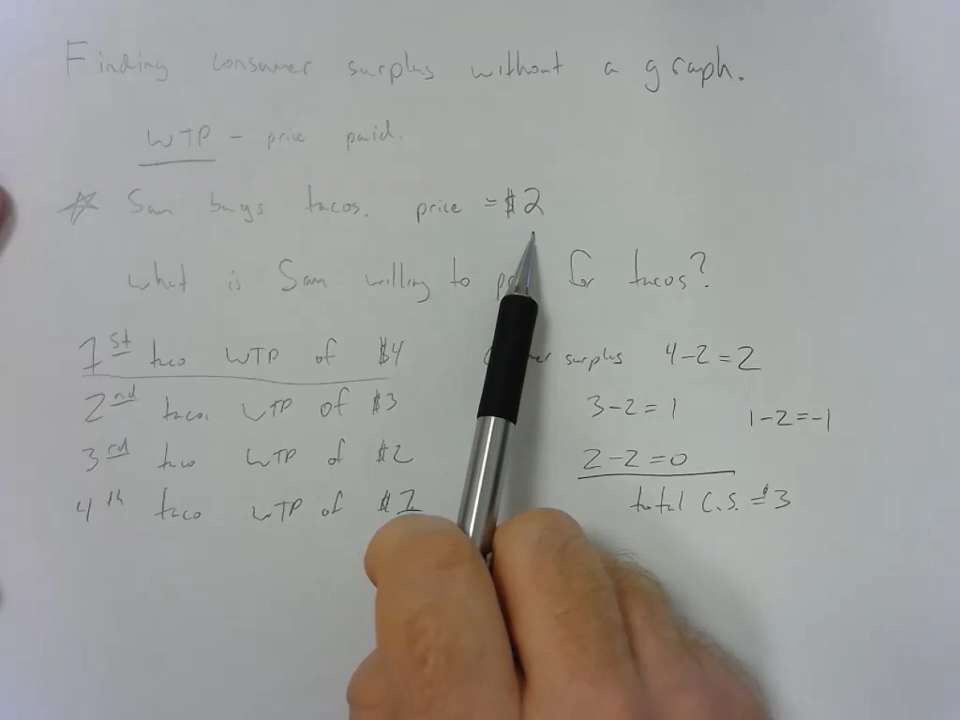 Finding consumer surplus without a graph.
WTP - price paid.
☆ Sam buys tacos. price = $2
what is Sam willing to for tacos?
1st taco WTP of $4 surplus 4-2=2
2nd taco. WTP of $3 3-2=1 1-2=-1
3rd taco WTP of $2 2-2=0
4th taco WTP of $1 total C.S. = $3